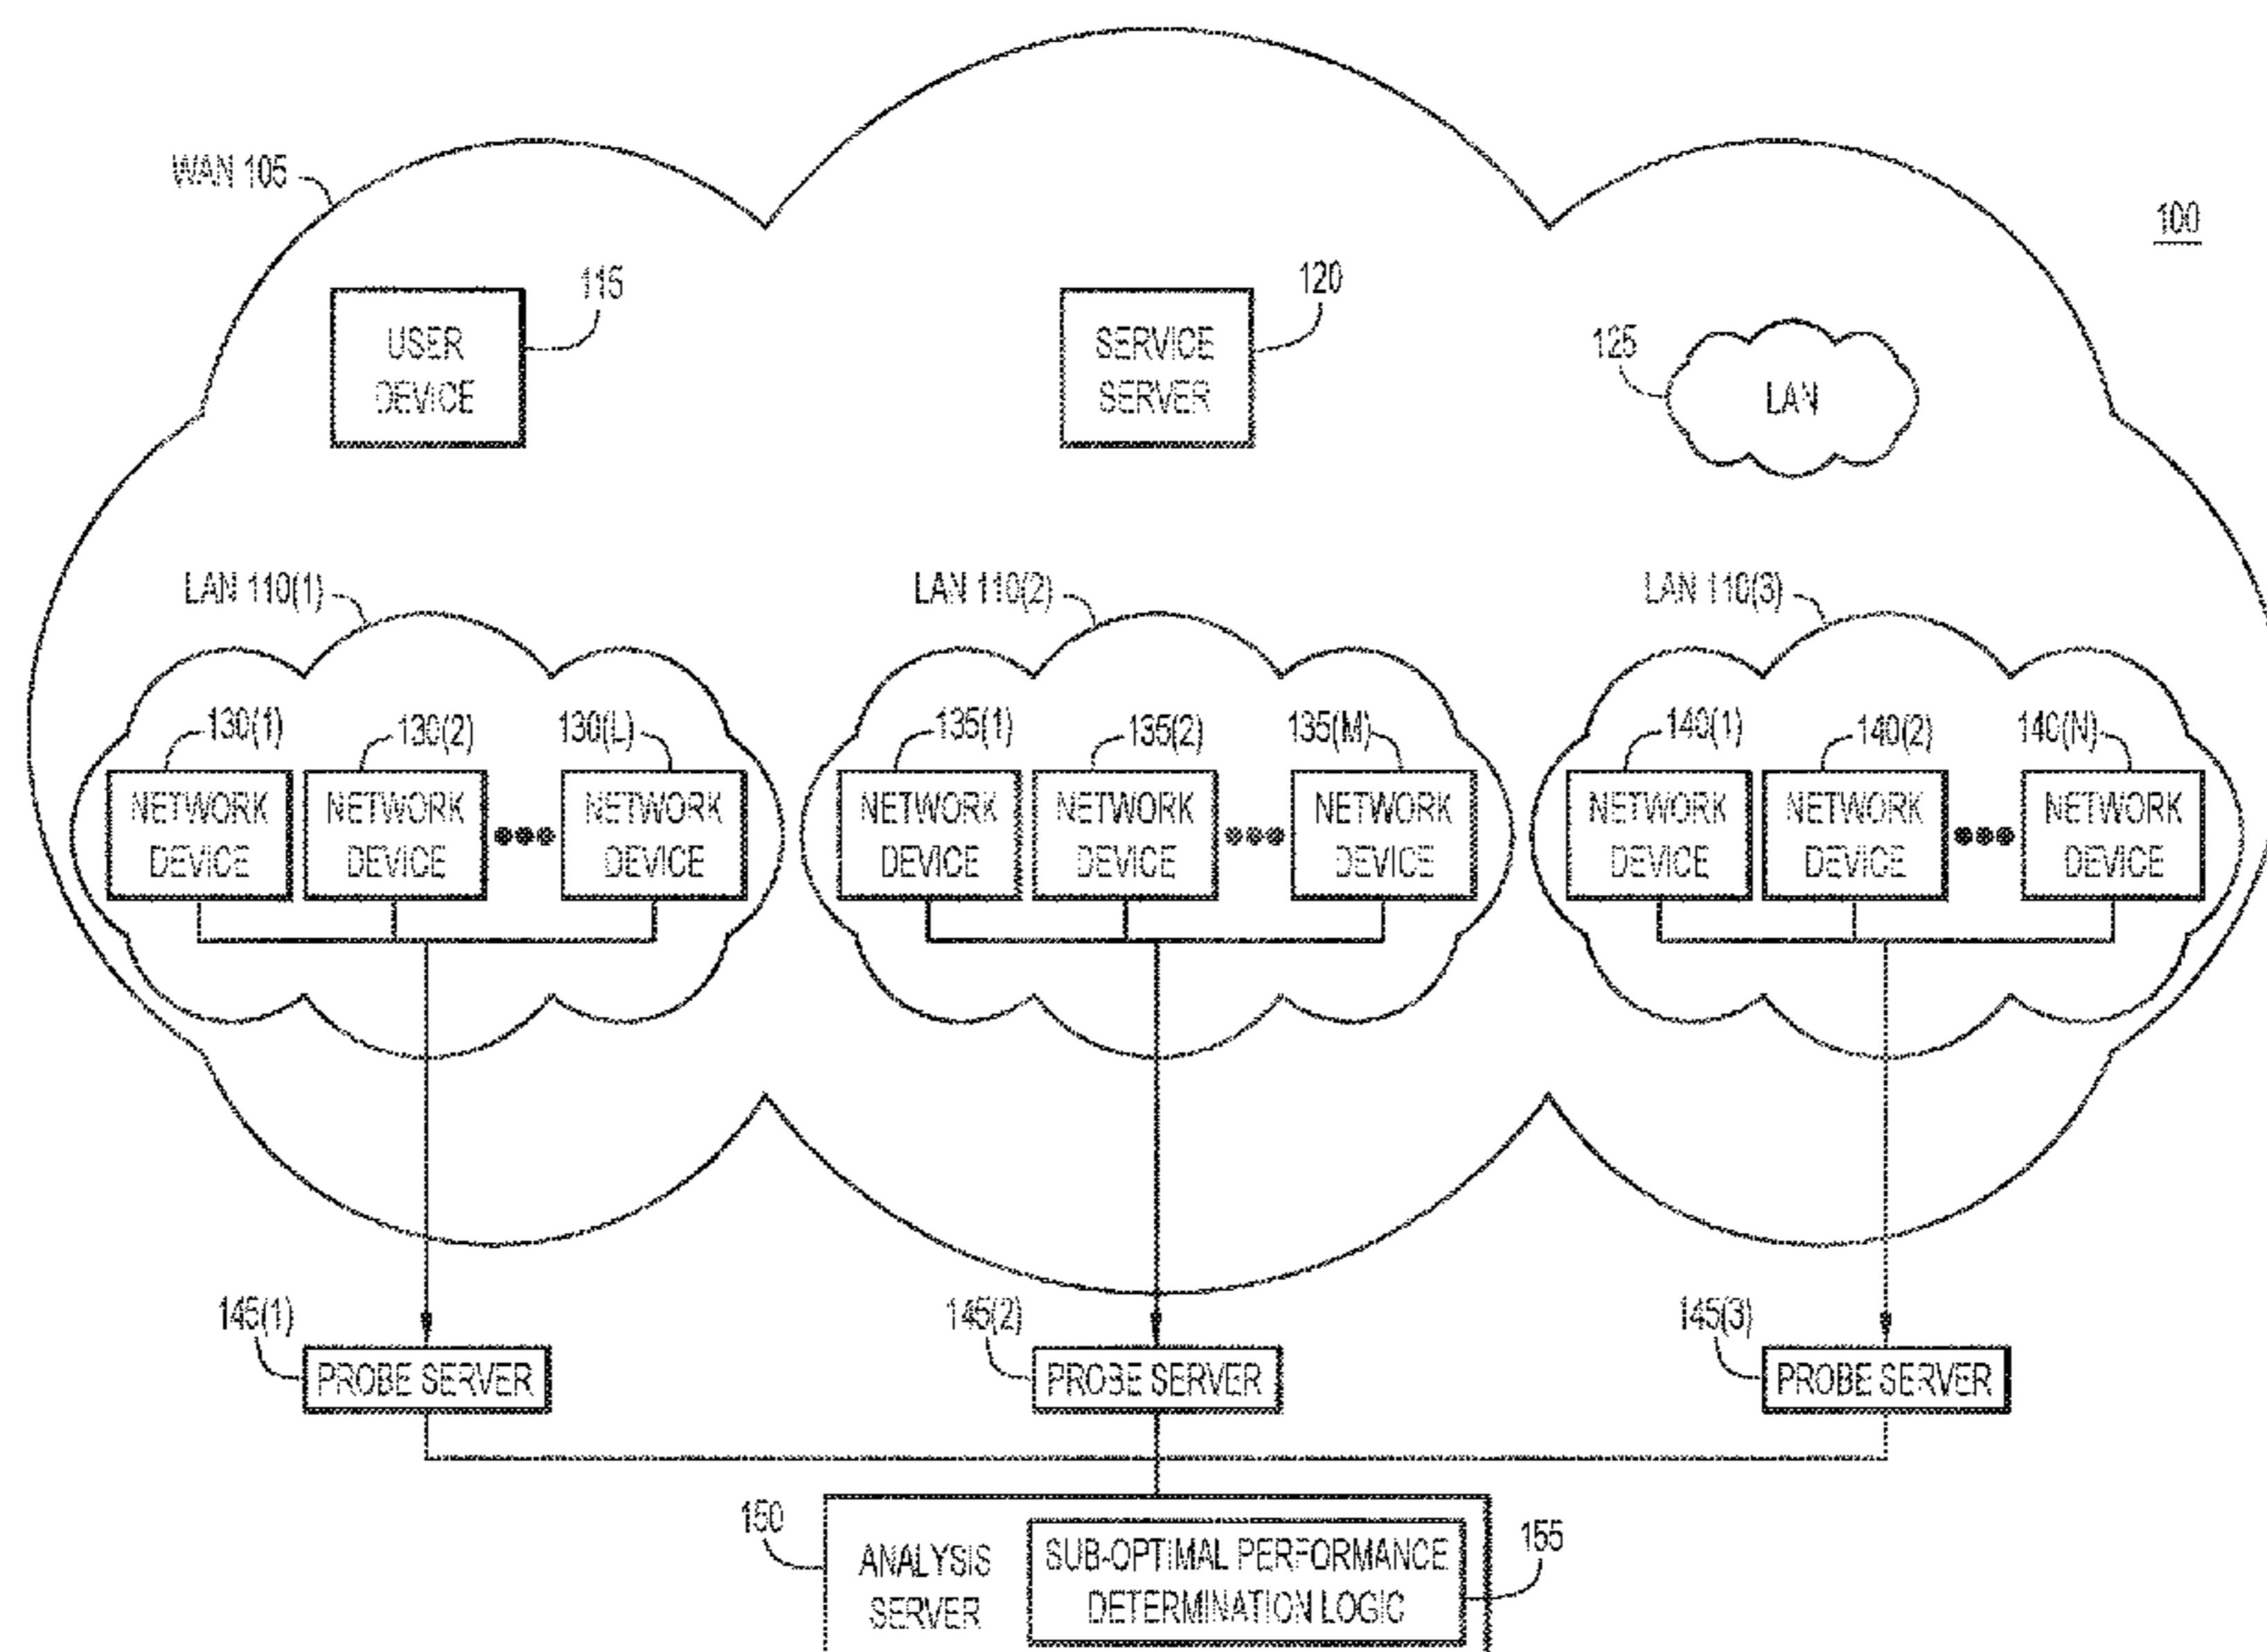 WAN 105
100
115
120
USER
DEVICE
SERVICE
SERVER
125
LAN
LAN 110(1)
LAN 110(2)
LAN 110(3)
130(1)
130(2)
130(L)
135(1)
135(2)
135(M)
140(1)
140(2)
140(N)
NETWORK
DEVICE
NETWORK
DEVICE
NETWORK
DEVICE
NETWORK
DEVICE
NETWORK
DEVICE
NETWORK
DEVICE
NETWORK
DEVICE
NETWORK
DEVICE
NETWORK
DEVICE
145(1)
PROBE SERVER
145(2)
PROBE SERVER
145(3)
PROBE SERVER
150
ANALYSIS
SERVER
SUB-OPTIMAL PERFORMANCE
DETERMINATION LOGIC
155